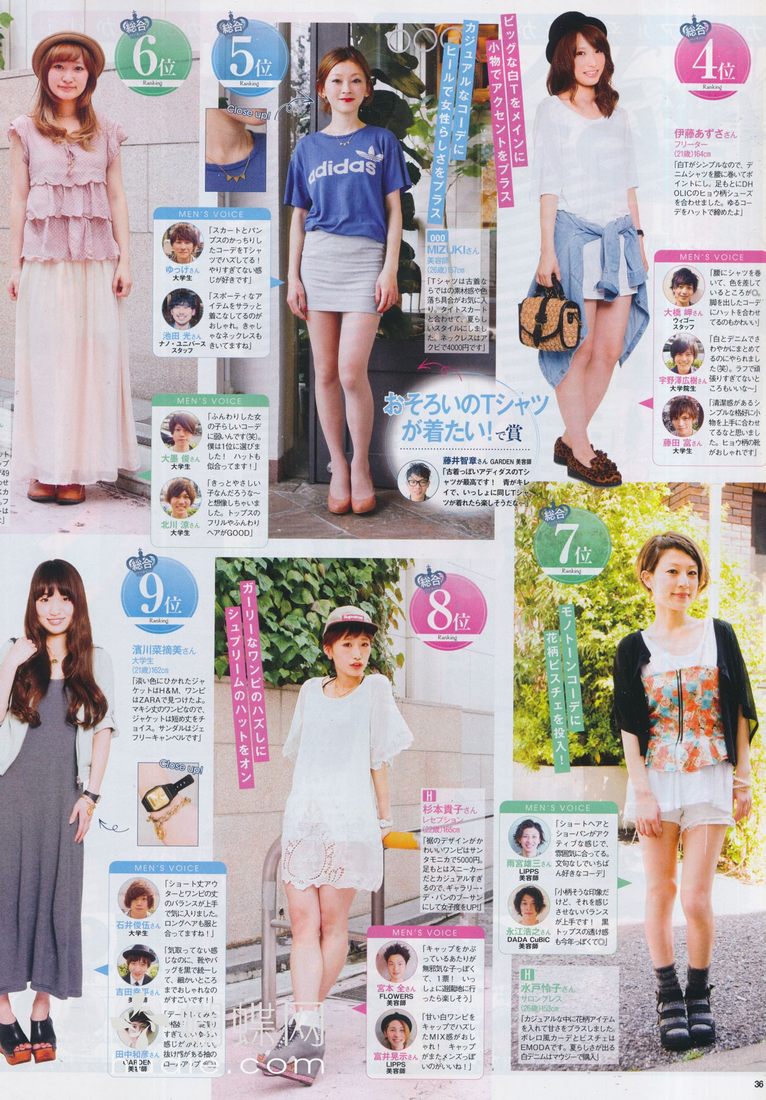 総合
6位
Ranking
MEN'S VOICE
「ふんわりした女
の子らしいコーデ
に弱いんです(笑)。
僕は1位に選びま
した！ ハットも
似合ってます！」
大墨 俊さん
大学生
「きっとやさしい
子なんだろうな〜
と想像しちゃいま
した。トップスの
フリルやふんわり
ヘアがGOOD」
北川 涼さん
大学生
総合
5位
Ranking
Close up!
カジュアルなコーデに
ヒールで女性らしさをプラス
adidas
MEN'S VOICE
「スカートとパン
プスのかっちりし
たコーデをTシャツ
でハズしてる！
やりすぎてない感
じが好きです」
ゆっけさん
大学生
「スポーティなア
イテムをサラッと
着こなしてるのが
おしゃれ。きゃし
ゃなネックレスも
きいてますね」
池田 光さん
ナノ・ユニバース
スタッフ
000
MIZUKIさん
美容師
(26歳)157cm
「Tシャツは古着な
らではの素材感や色
落ち具合がお気に入
り。タイトスカート
と合わせて、夏らし
いスタイルにしまし
た。ネックレスはア
クビで4000円です」
おそろいのTシャツ
が着たい！で賞
藤井智章さん GARDEN 美容師
「古着っぽいアディダスのTシ
ャツが最高です！ 青がキレ
イで、いっしょに同じTシャ
ツが着れたら楽しそうだな〜」
総合
4位
Ranking
ビッグな白Tをメインに
小物でアクセントをプラス
伊藤あずささん
フリーター
(21歳)164cm
「白Tがシンプルなので、デ
ニムシャツを腰に巻いてポ
イントにし。足もとにDH
OLICのヒョウ柄シューズ
を合わせました。ゆるコー
デをハットで締めたよ」
MEN'S VOICE
「腰にシャツを巻
いて、色を差して
いるところが◎。
脚を出したコーデ
にハットを合わせ
てるのもかわいい」
大橋 岬さん
ウィゴー
スタッフ
「白とデニムでさ
わやかにまとめて
るのにやられまし
た(笑)。ラフで頑
張りすぎてないと
ころもいいな〜」
宇野澤広樹さん
大学院生
「清潔感があるシ
ンプルな格好に小
物を上手に合わせ
てるなと思いまし
た。ヒョウ柄の靴
がおしゃれです」
藤田 富さん
大学生
総合
9位
Ranking
濱川菜摘美さん
大学生
(21歳)162cm
「淡い色にひかれたジャ
ケットはH&M、ワンピ
はZARAで見つけたよ。
マキシ丈のワンピなので、
ジャケットは短め丈をチ
ョイス。サンダルはジェ
フリーキャンベルです」
Close up!
MEN'S VOICE
「ショート丈アウ
ターとワンピの丈
のバランスが上手
で気に入りました。
ロングヘアも服と
合ってますね！」
石井俊伍さん
大学生
「気取ってない感
じなのに、靴やバ
ッグを黒で統一し
て、細かいところ
までおしゃれなの
がすごいです！」
田中和彦さん
GARDEN
美容師
総合
8位
Ranking
ガーリーなワンピのハズしに
シュプリームのハットをオン
Supreme
杉本貴子さん
レセプション
(22歳)165cm
「裾のデザインがか
わいいワンピはサン
タモニカで5000円。
足もとはスニーカー
だとカジュアルすぎ
るので、ギャラリー・
デ・パンのブーサン
にして女子度をUP！」
MEN'S VOICE
「キャップをかぶ
っているあたりが
無邪気な子っぽく
て、1票！ いっ
しょに遊園地に行
ったら楽しそう」
宮本 全さん
FLOWERS
美容師
「甘い白ワンピを
キャップでハズし
たMIX感がおしゃ
れ！ キャップ
がまたメンズっぽ
いのがいいね！」
富井晃示さん
LIPPS
美容師
総合
7位
Ranking
モノトーンコーデに
花柄ビスチェを投入！
MEN'S VOICE
「ショートヘアと
ショーパンがアク
ティブな感じで、
雰囲気に合ってる。
文句なしでいちば
ん好きなコーデ」
雨宮雄三さん
LIPPS
美容師
「小柄そうな印象
だけど、それを感
じさせないバラン
スが上手です！ 黒
トップスの透け感
も今年っぽくて◎」
永江浩之さん
DADA CuBiC
美容師
水戸怜子さん
サロンプレス
(26歳)153cm
「カジュアルな中に花柄アイテム
を入れて甘さをプラスしました。
ボレロ風カーデとビスチェは
EMODAです。夏らしさが出る
白デニムはマウジーで購入」
36